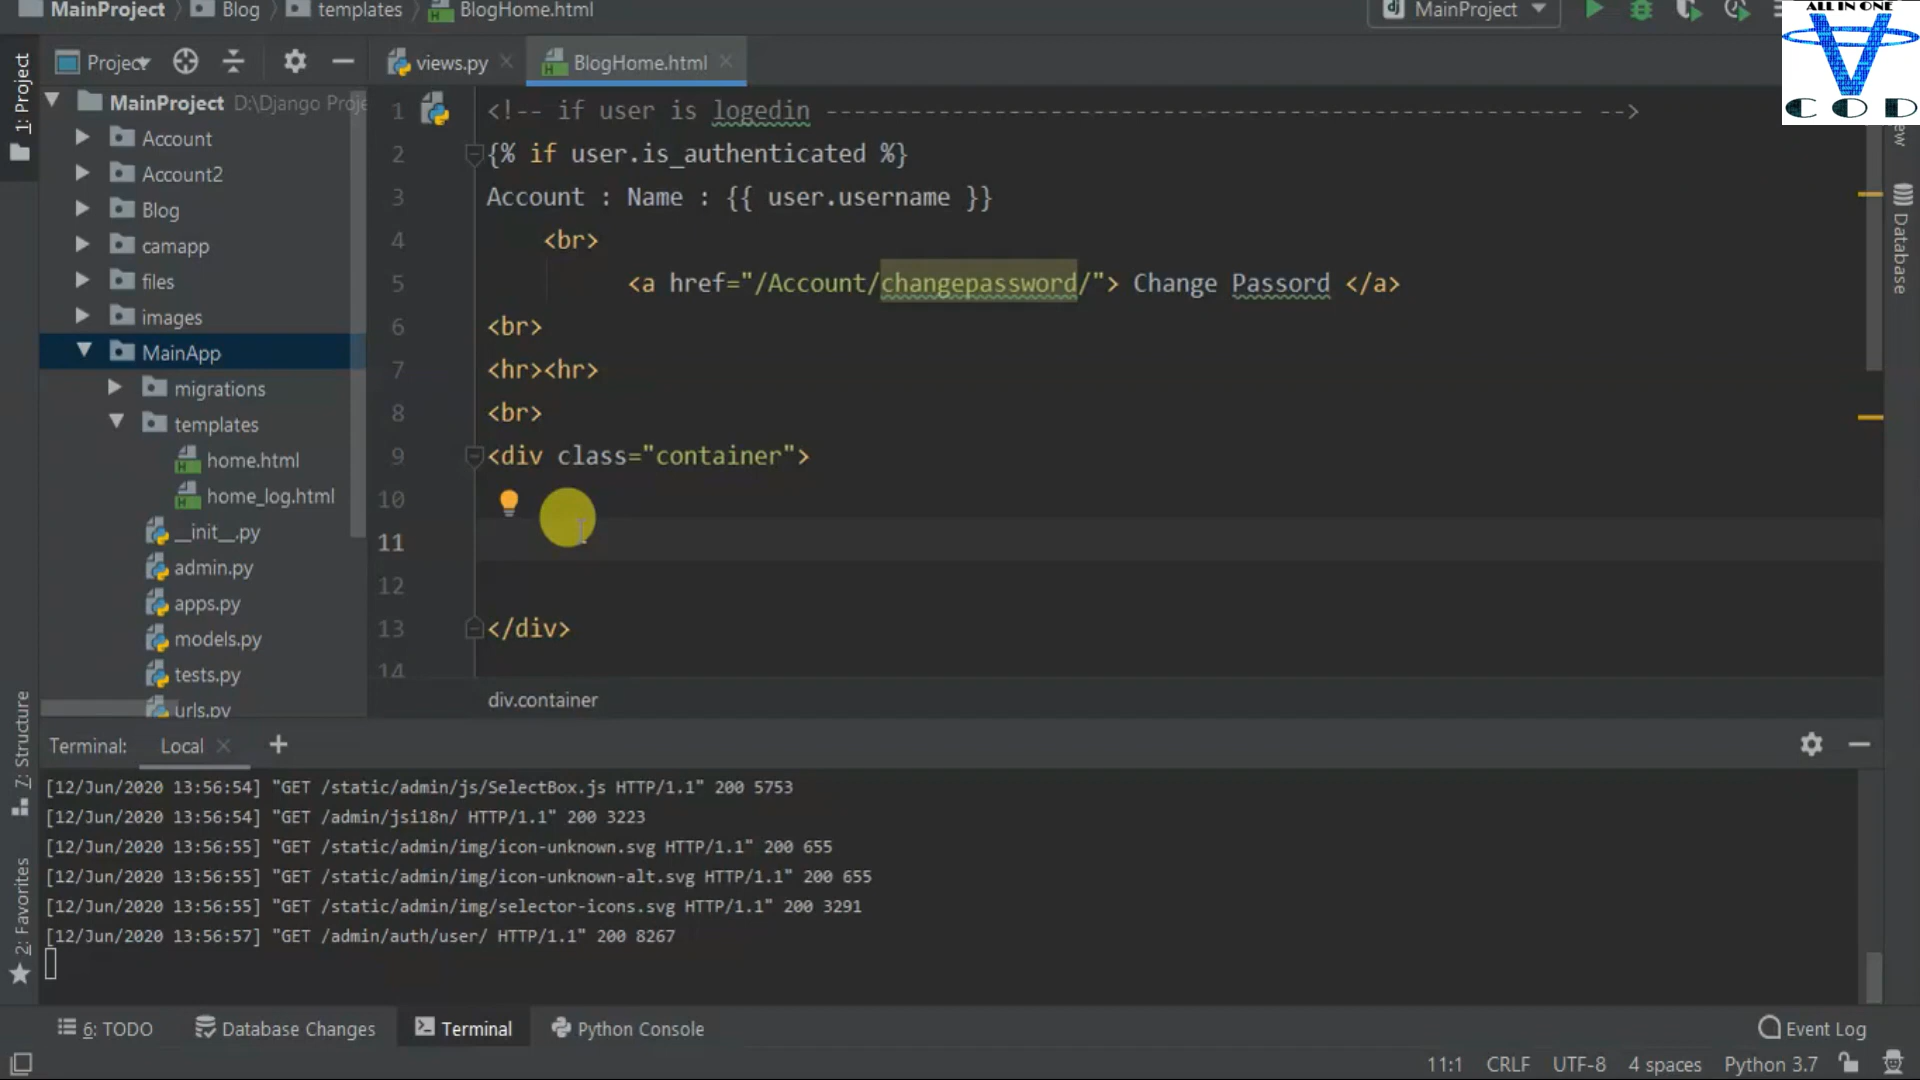 MainProject Blog templates BlogHome.html MainProject
ALL IN ONE
COD
1: Project
Project views.py BlogHome.html
MainProject D:\Django Proje
Account
Account2
Blog
camapp
files
images
MainApp
migrations
templates
home.html
home_log.html
__init__.py
admin.py
apps.py
models.py
tests.py
urls.py
1 <!-- if user is logedin ------------------------------------------------------ -->
2 {% if user.is_authenticated %}
3 Account : Name : {{ user.username }}
4 <br>
5 <a href="/Account/changepassword/"> Change Passord </a>
6 <br>
7 <hr><hr>
8 <br>
9 <div class="container">
10
11
12
13 </div>
14
div.container
Database
7: Structure
2: Favorites
Terminal: Local +
[12/Jun/2020 13:56:54] "GET /static/admin/js/SelectBox.js HTTP/1.1" 200 5753
[12/Jun/2020 13:56:54] "GET /admin/jsi18n/ HTTP/1.1" 200 3223
[12/Jun/2020 13:56:55] "GET /static/admin/img/icon-unknown.svg HTTP/1.1" 200 655
[12/Jun/2020 13:56:55] "GET /static/admin/img/icon-unknown-alt.svg HTTP/1.1" 200 655
[12/Jun/2020 13:56:55] "GET /static/admin/img/selector-icons.svg HTTP/1.1" 200 3291
[12/Jun/2020 13:56:57] "GET /admin/auth/user/ HTTP/1.1" 200 8267
6: TODO Database Changes Terminal Python Console Event Log
11:1 CRLF UTF-8 4 spaces Python 3.7